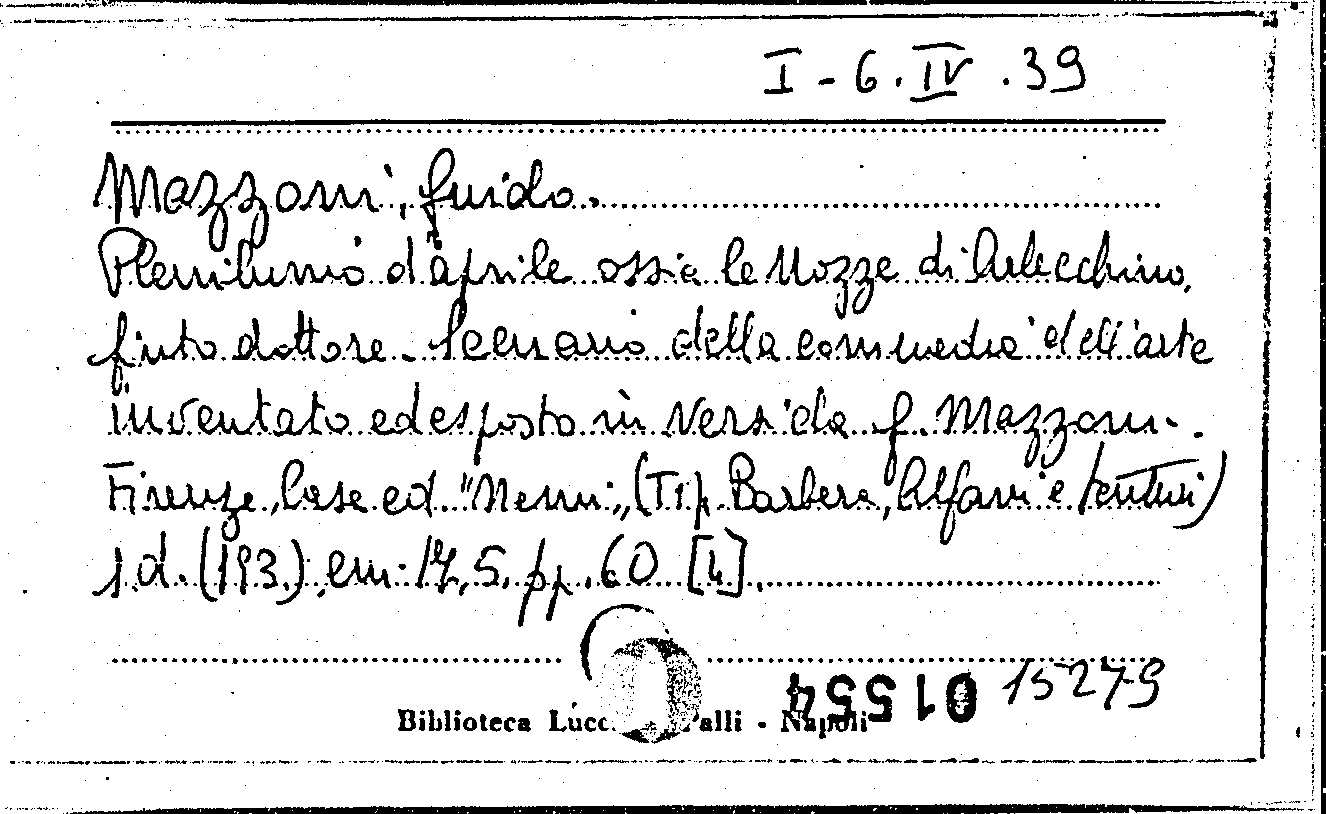 I - 6. IV . 39
Mazzoni, Guido.
Plenilunio d'aprile ossia le Nozze di Arlecchino,
finto dottore. Scenario della commedia dell'arte
inventato ed esposto in versi da G. Mazzoni.
Firenze, Casa ed. "Nemi", (Tip. Barbera, Alfani e Venturi)
s.d. (193.), cm. 17,5. pp. 60 [4].
15279
01554
Biblioteca Lucc alli - Napoli